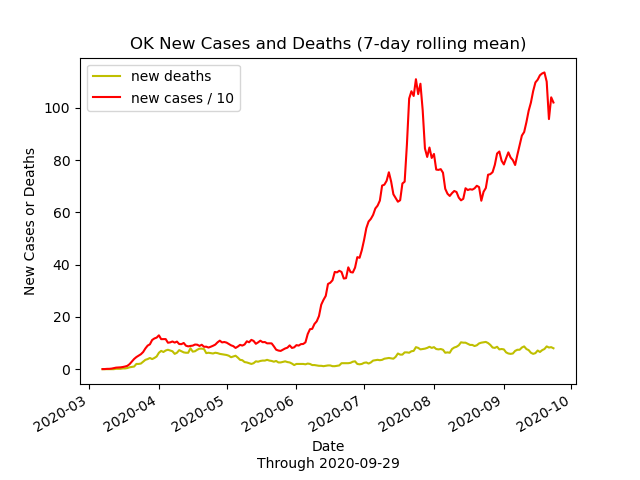 OK New Cases and Deaths (7-day rolling mean)
new deaths
new cases / 10
New Cases or Deaths
100
80
60
40
20
0
2020-03
2020-04
2020-05
2020-06
2020-07
2020-08
2020-09
2020-10
Date
Through 2020-09-29